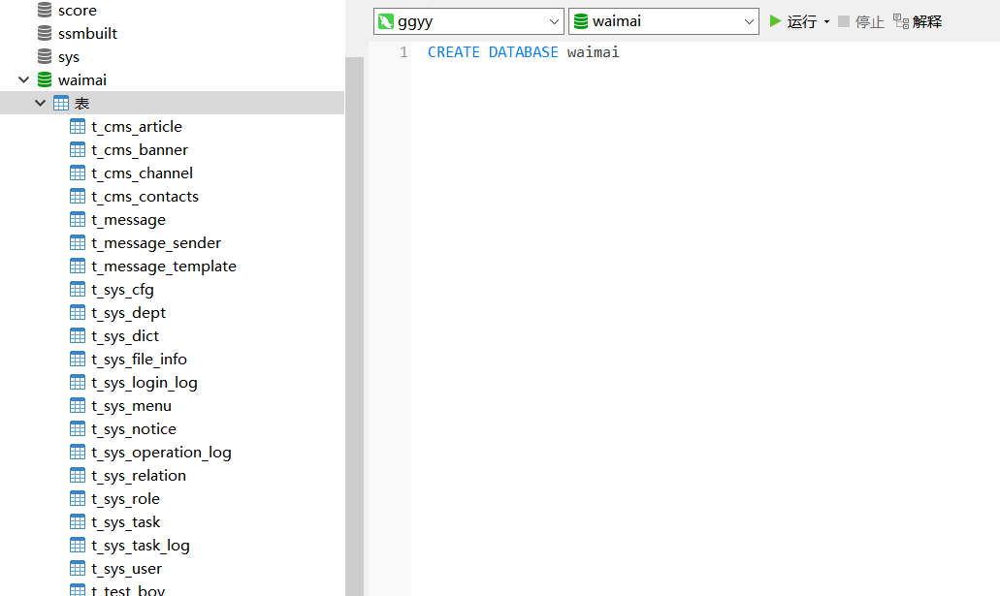 score
ssmbuilt
sys
waimai
表
t_cms_article
t_cms_banner
t_cms_channel
t_cms_contacts
t_message
t_message_sender
t_message_template
t_sys_cfg
t_sys_dept
t_sys_dict
t_sys_file_info
t_sys_login_log
t_sys_menu
t_sys_notice
t_sys_operation_log
t_sys_relation
t_sys_role
t_sys_task
t_sys_task_log
t_sys_user
t_test_boy
ggyy waimai 运行 停止 解释
1 CREATE DATABASE waimai